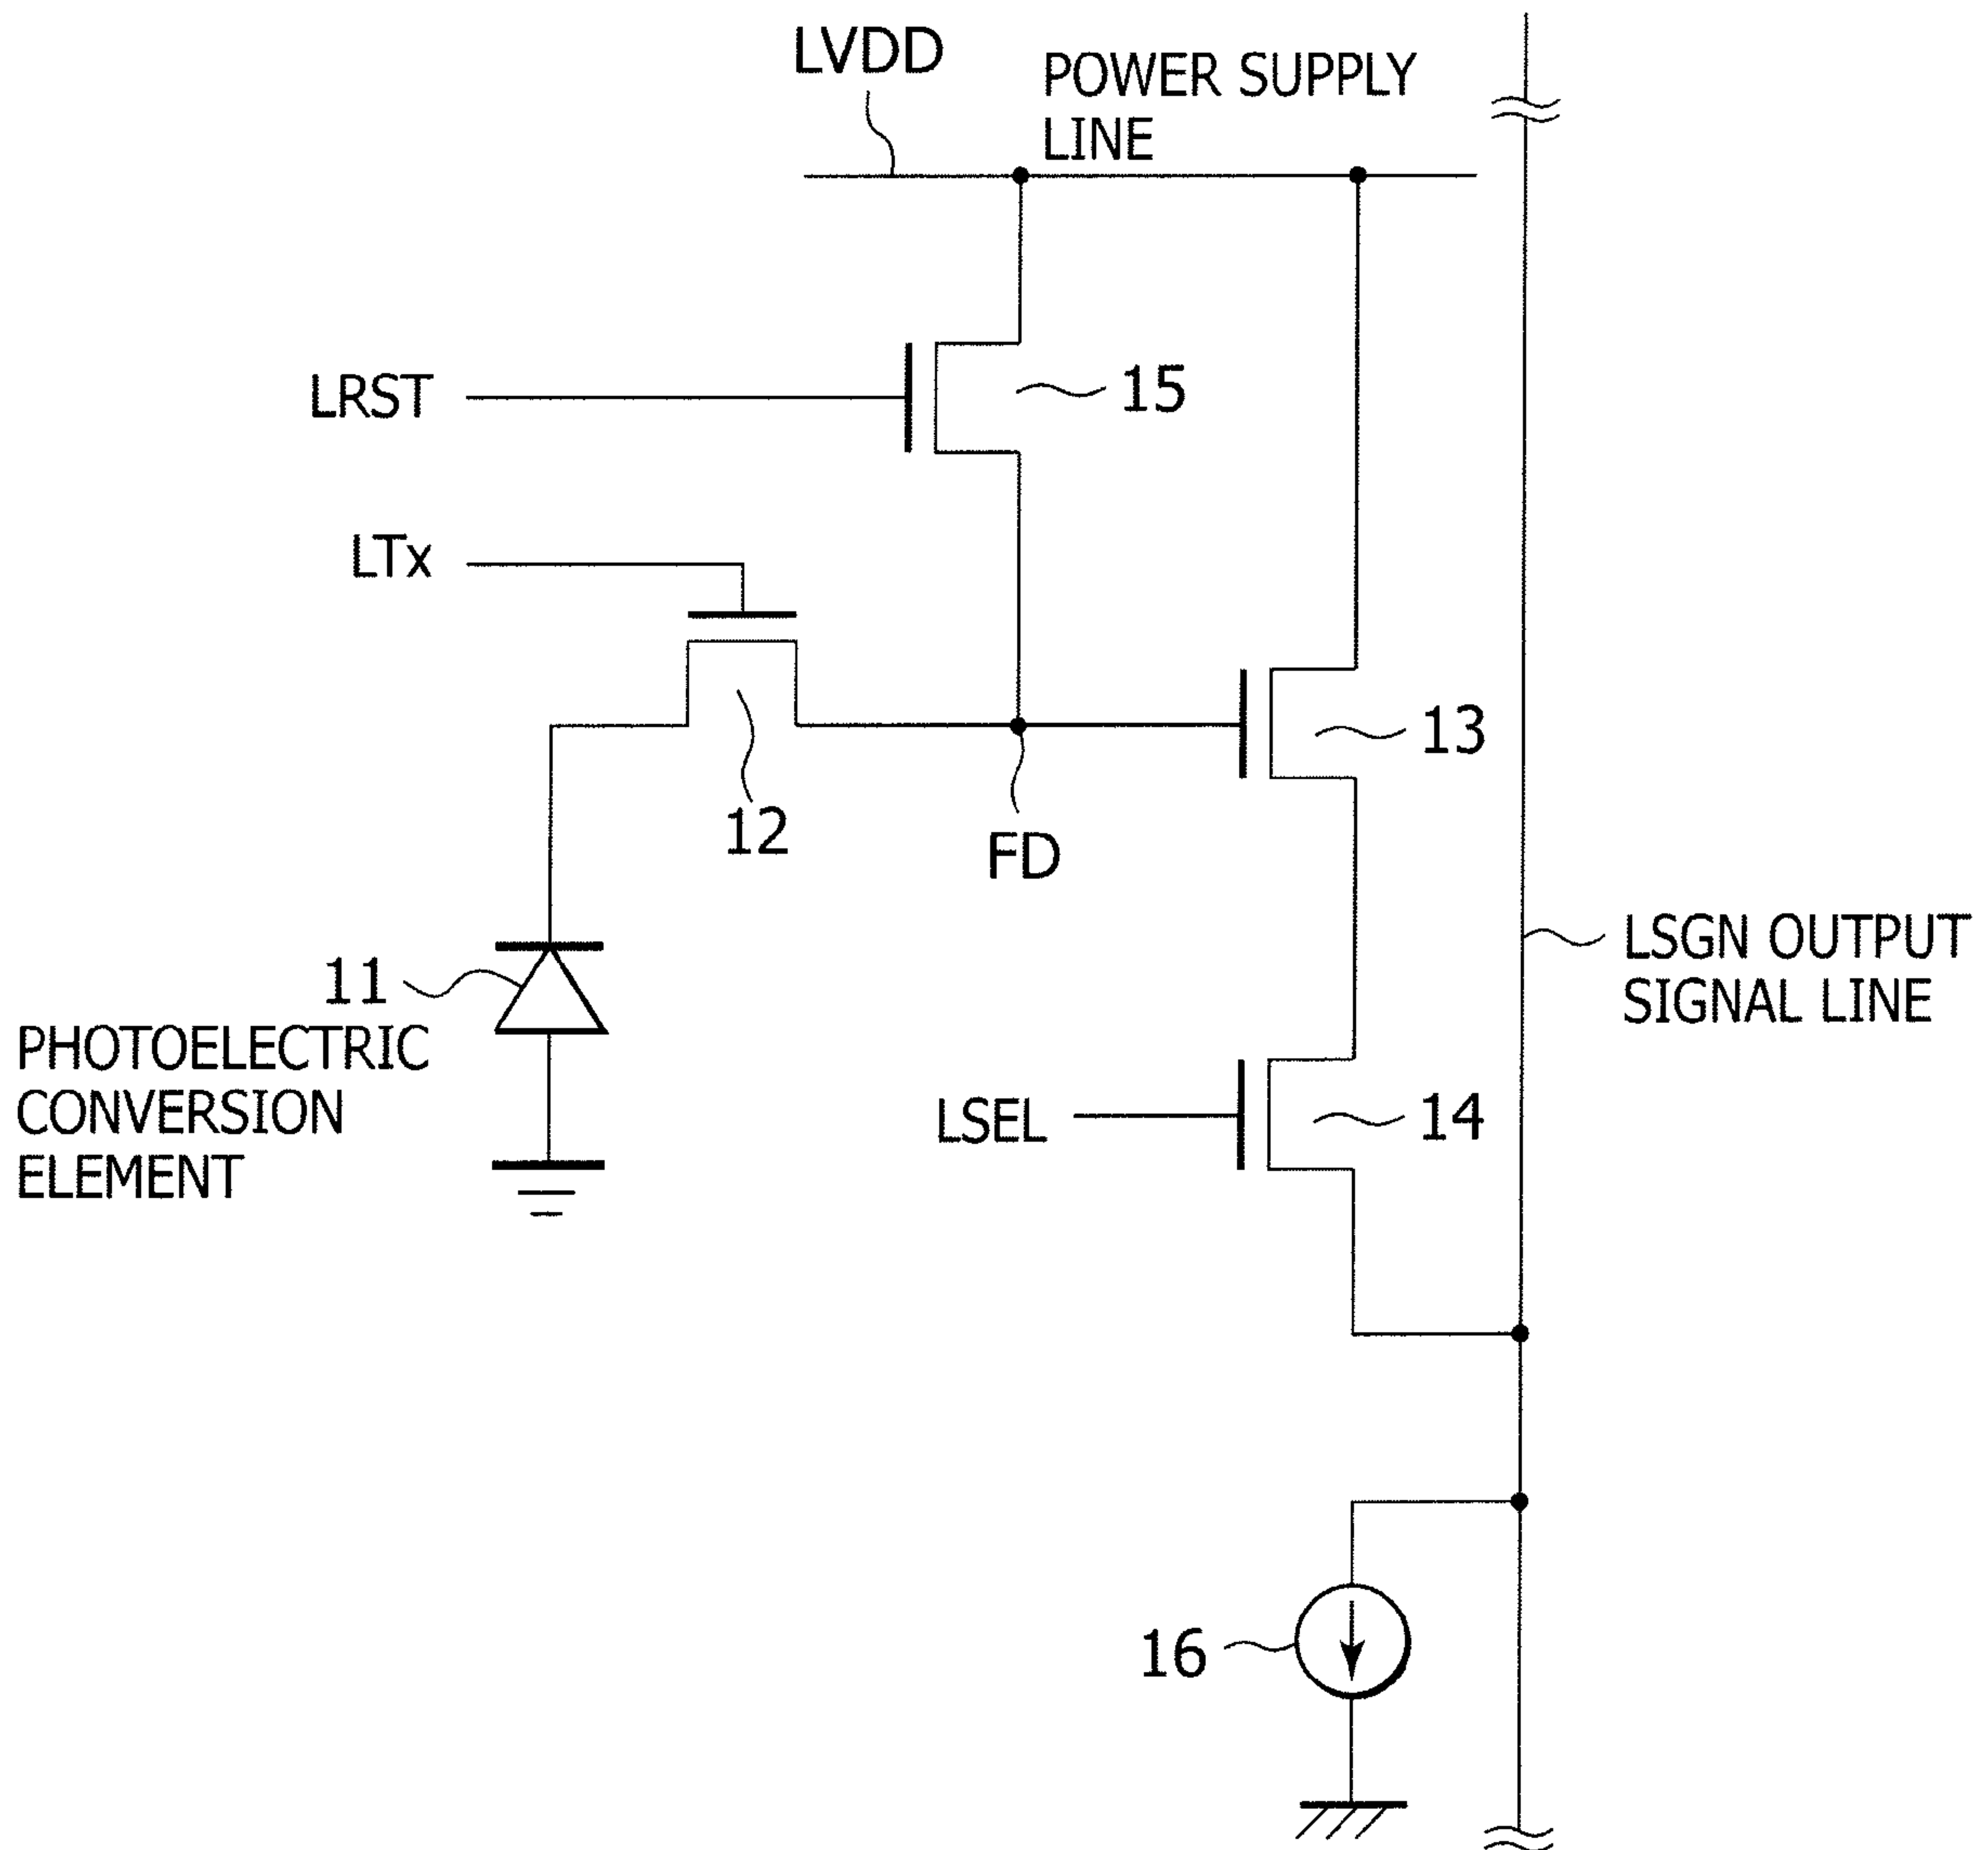 LVDD
POWER SUPPLY
LINE
LRST
15
LTx
13
12
FD
LSGN OUTPUT
SIGNAL LINE
11
PHOTOELECTRIC
CONVERSION
ELEMENT
LSEL
14
16